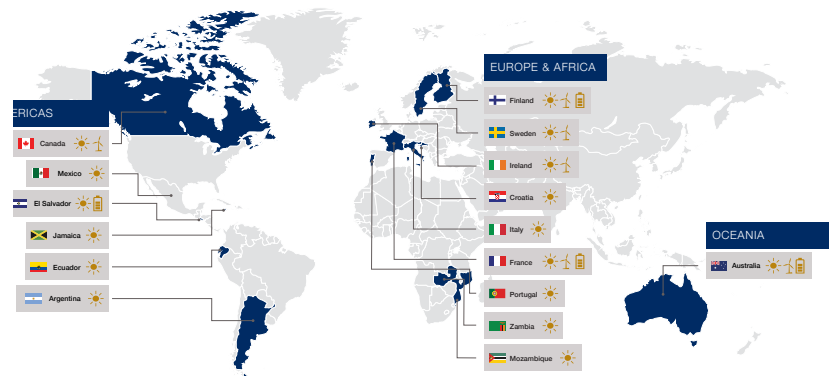 ERICAS
Canada
Mexico
El Salvador
Jamaica
Ecuador
Argentina
EUROPE & AFRICA
Finland
Sweden
Ireland
Croatia
Italy
France
Portugal
Zambia
Mozambique
OCEANIA
Australia